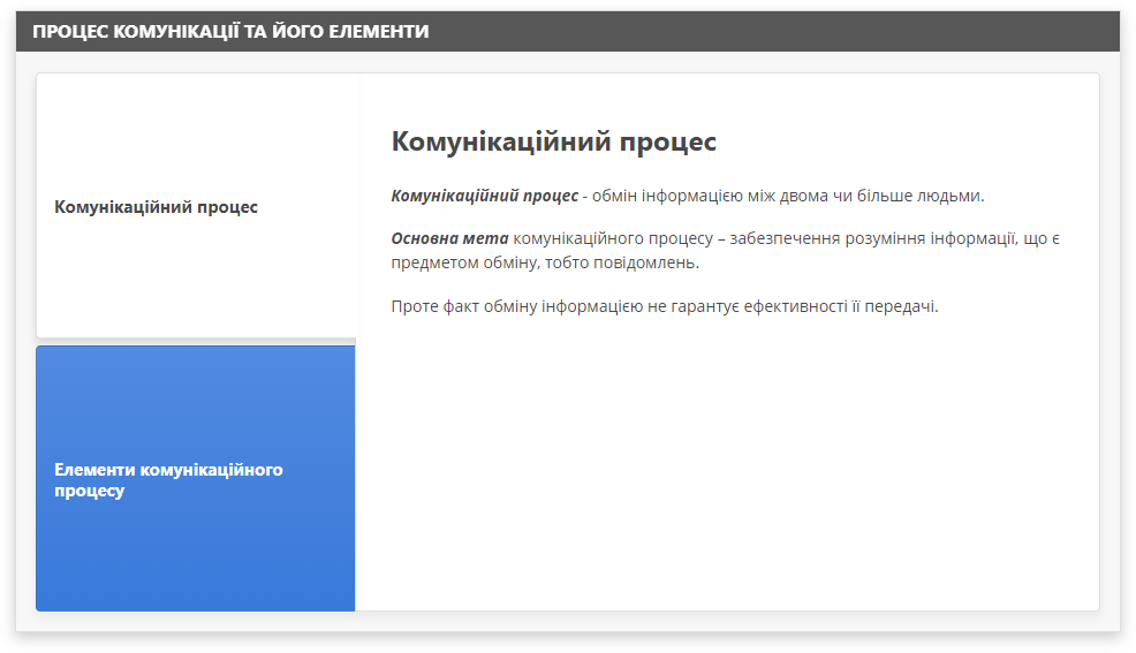 ПРОЦЕС КОМУНІКАЦІЇ ТА ЙОГО ЕЛЕМЕНТИ
Комунікаційний процес
Елементи комунікаційного
процесу
Комунікаційний процес
Комунікаційний процес - обмін інформацією між двома чи більше людьми.
Основна мета комунікаційного процесу – забезпечення розуміння інформації, що є
предметом обміну, тобто повідомлень.
Проте факт обміну інформацією не гарантує ефективності її передачі.